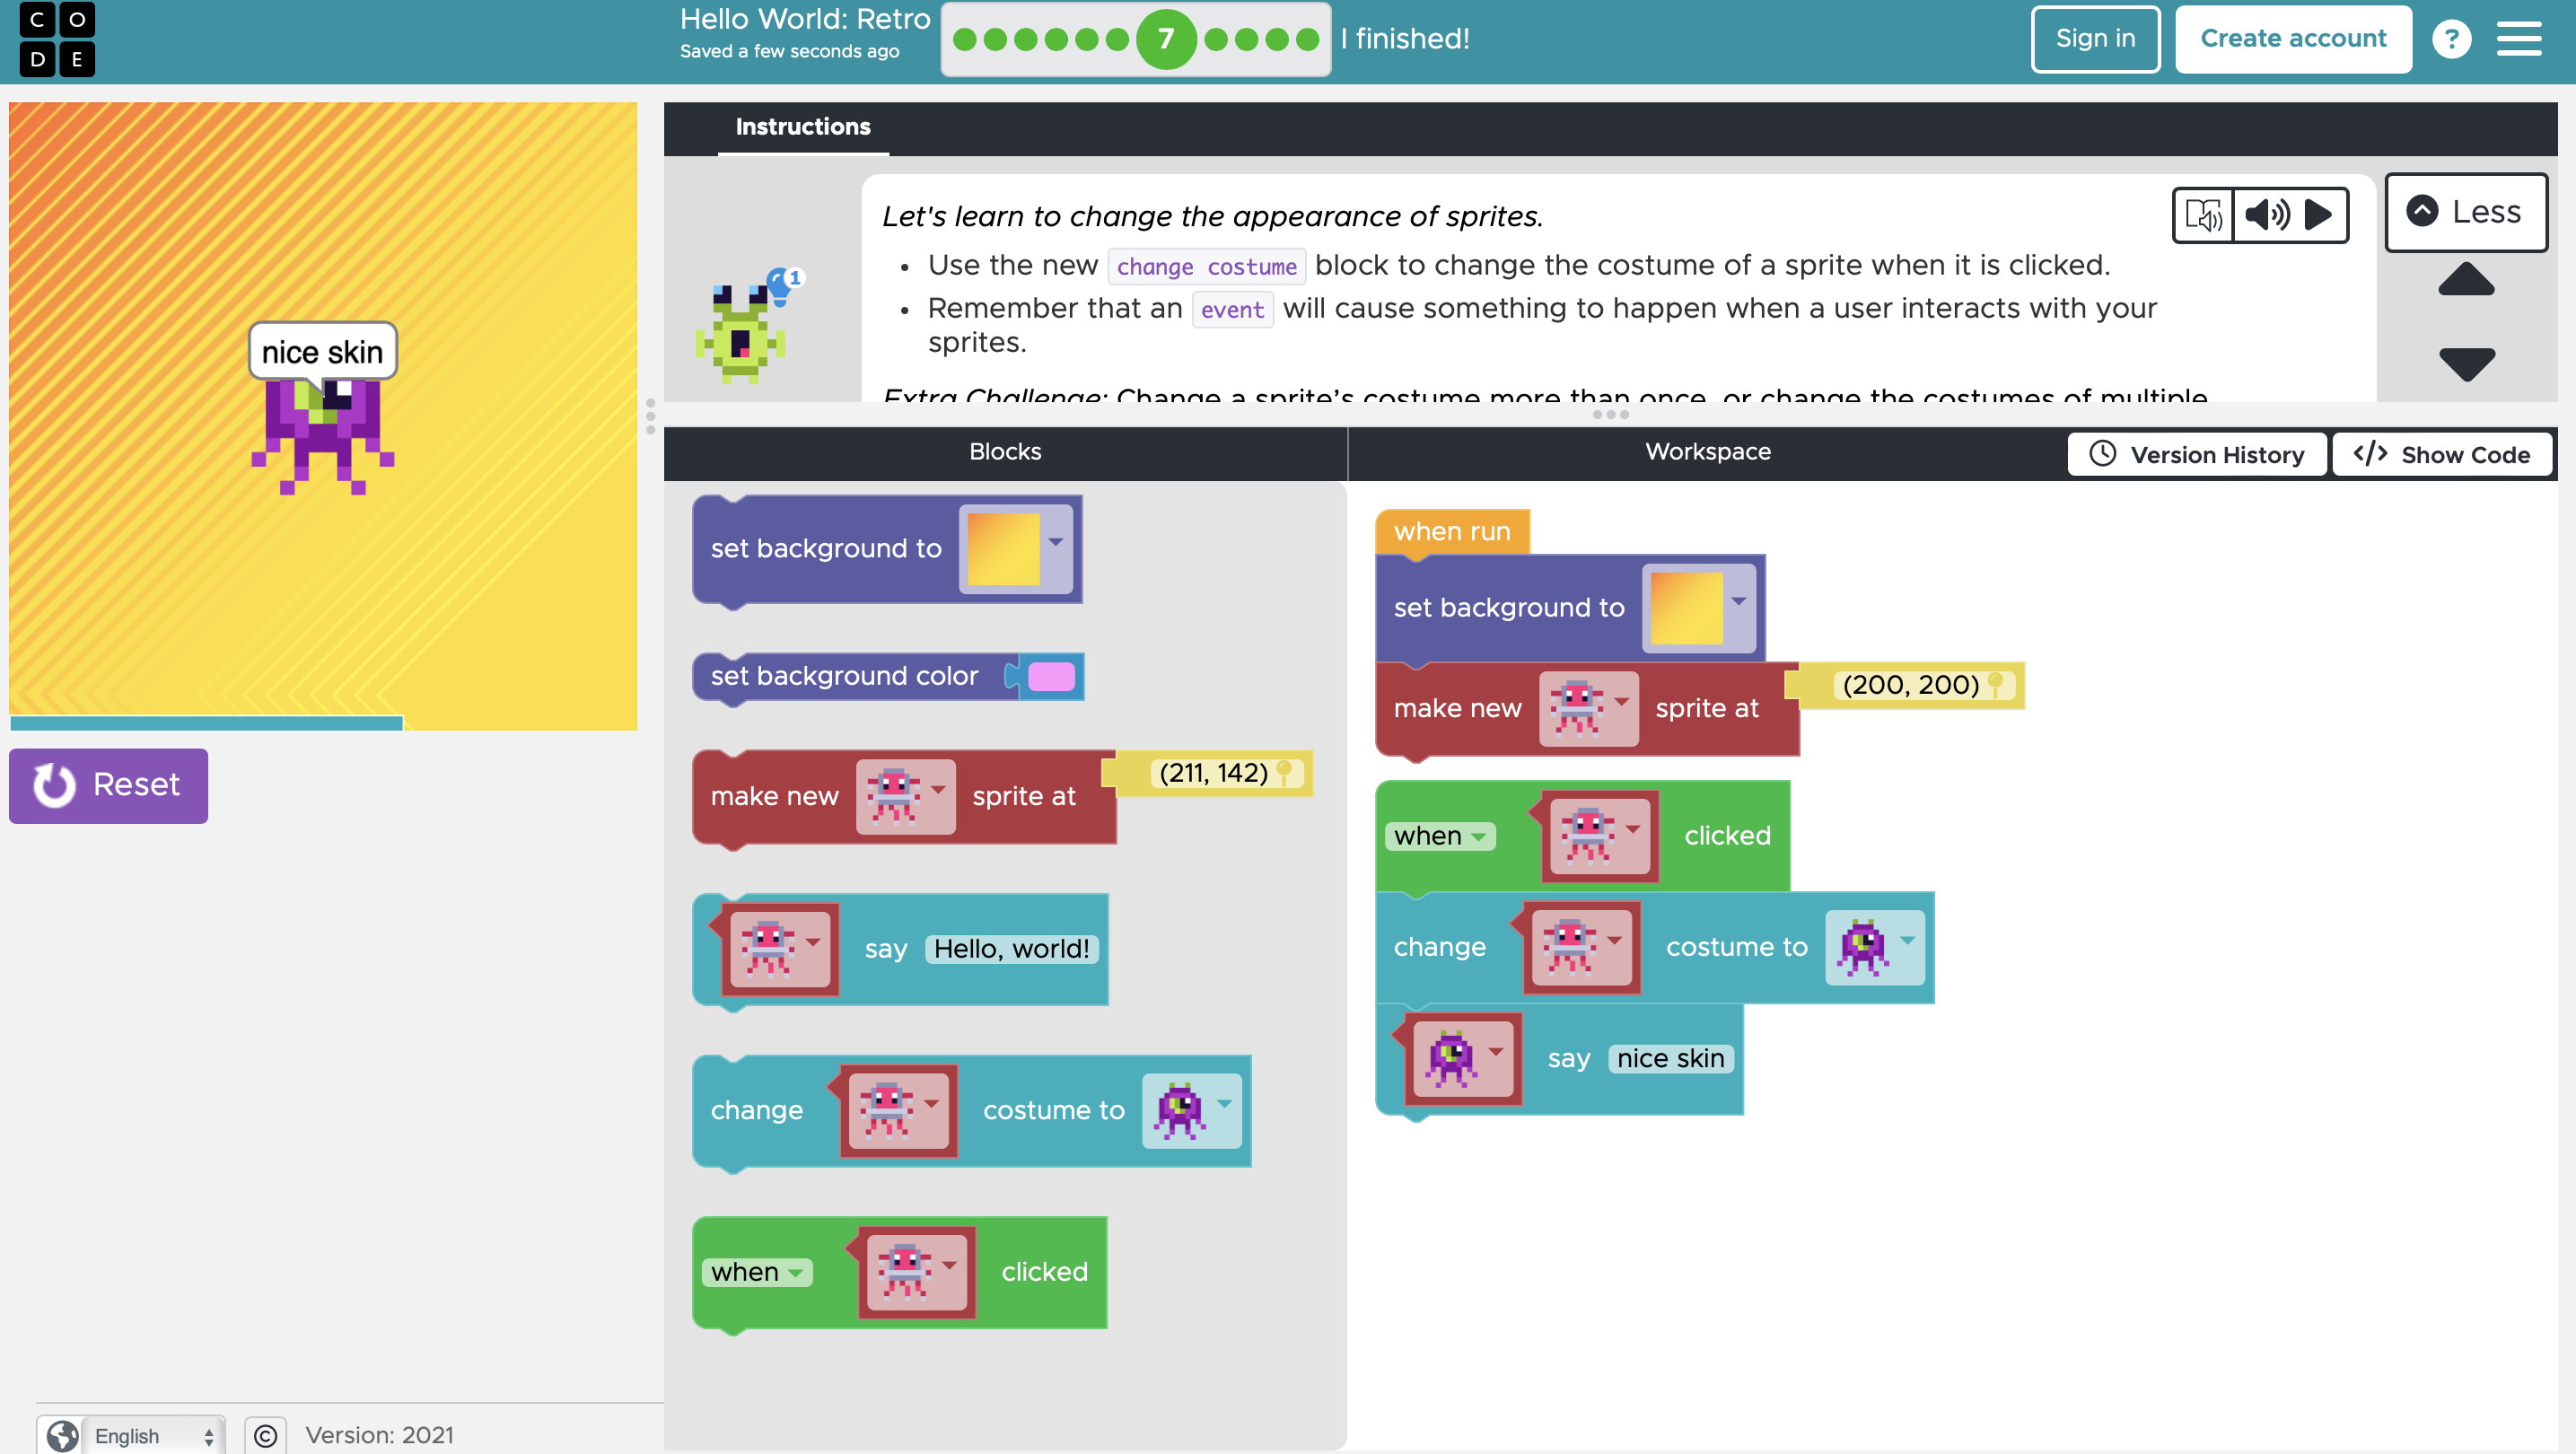 C O
D E
Hello World: Retro
Saved a few seconds ago
7
I finished!
Sign in
Create account
?
Instructions
Let's learn to change the appearance of sprites.
• Use the new change costume block to change the costume of a sprite when it is clicked.
• Remember that an event will cause something to happen when a user interacts with your
sprites.
Extra Challenge: Change a sprite's costume more than once, or change the costumes of multiple
1
Less
nice skin
Reset
Blocks
Workspace
Version History
</> Show Code
set background to
set background color
make new sprite at (211, 142)
say Hello, world!
change costume to
when clicked
when run
set background to
make new sprite at (200, 200)
when clicked
change costume to
say nice skin
English
©
Version: 2021